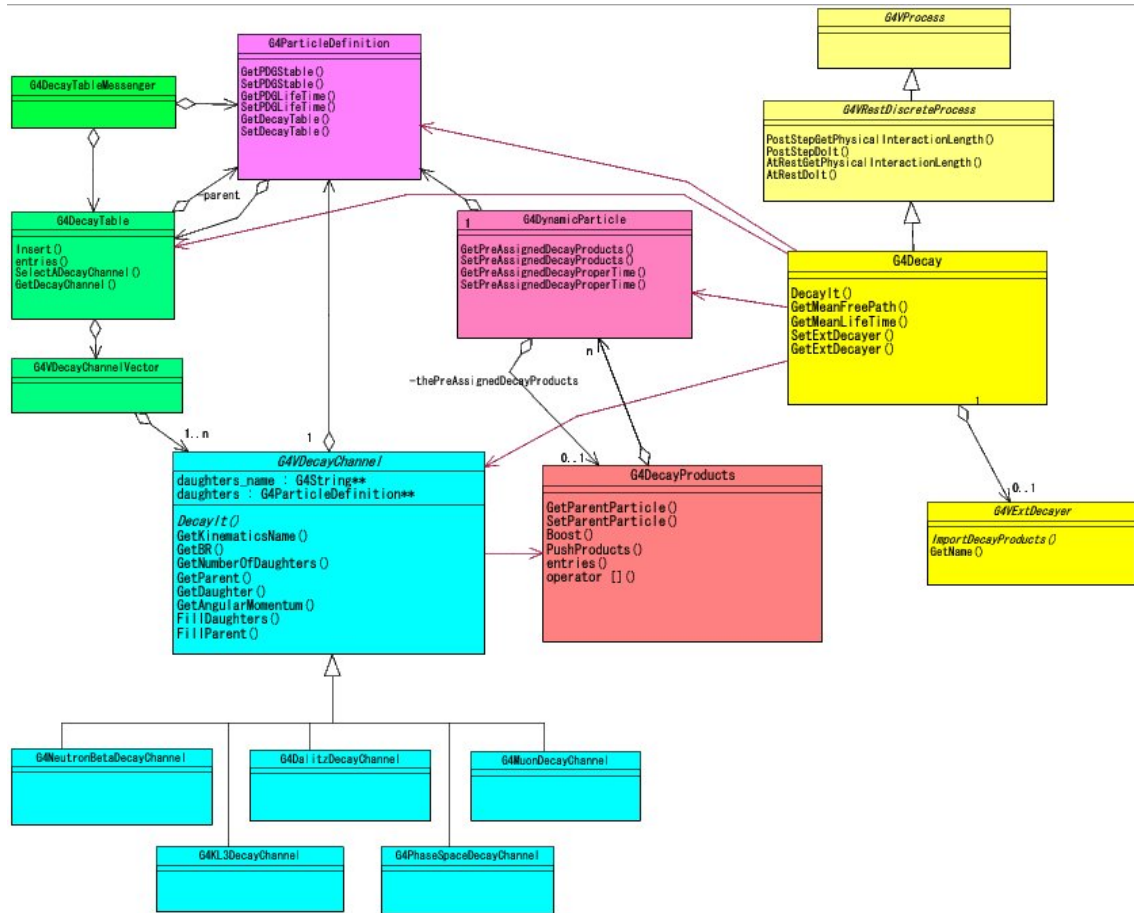 G4VProcess
G4ParticleDefinition
GetPDGStable()
SetPDGStable()
GetPDGLifeTime()
SetPDGLifeTime()
GetDecayTable()
SetDecayTable()
G4DecayTableMessenger
G4VRestDiscreteProcess
PostStepGetPhysicalInteractionLength()
PostStepDoIt()
AtRestGetPhysicalInteractionLength()
AtRestDoIt()
-parent
G4DecayTable
Insert()
entries()
SelectADecayChannel()
GetDecayChannel()
1
G4DynamicParticle
GetPreAssignedDecayProducts()
SetPreAssignedDecayProducts()
GetPreAssignedDecayProperTime()
SetPreAssignedDecayProperTime()
G4Decay
DecayIt()
GetMeanFreePath()
GetMeanLifeTime()
SetExtDecayer()
GetExtDecayer()
G4VDecayChannelVector
n
-thePreAssignedDecayProducts
1
1..n
1
0..1
0..1
G4VDecayChannel
daughters_name : G4String**
daughters : G4ParticleDefinition**
DecayIt()
GetKinematicsName()
GetBR()
GetNumberOfDaughters()
GetParent()
GetDaughter()
GetAngularMomentum()
FillDaughters()
FillParent()
G4DecayProducts
GetParentParticle()
SetParentParticle()
Boost()
PushProducts()
entries()
operator []()
G4VExtDecayer
ImportDecayProducts()
GetName()
G4NeutronBetaDecayChannel
G4DalitzDecayChannel
G4MuonDecayChannel
G4KL3DecayChannel
G4PhaseSpaceDecayChannel